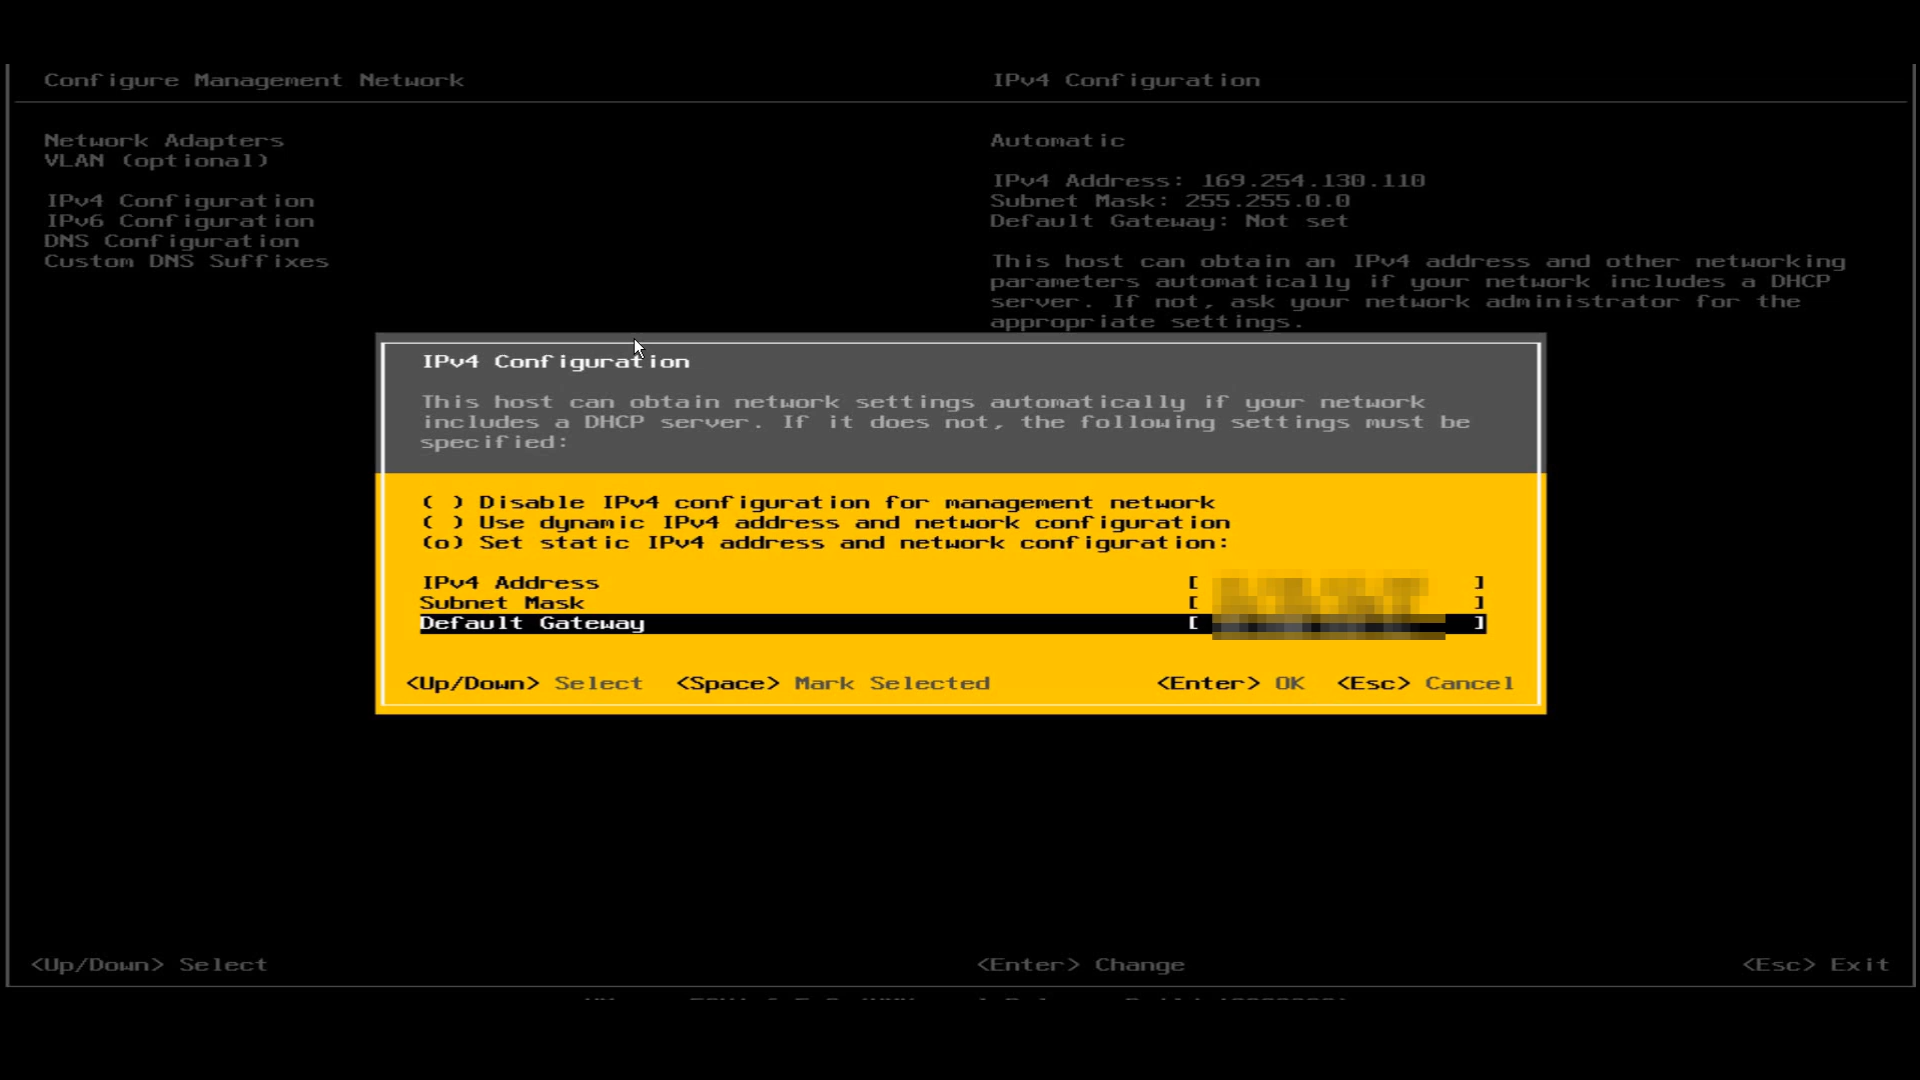 Configure Management Network
IPv4 Configuration
Network Adapters
VLAN (optional)
IPv4 Configuration
IPv6 Configuration
DNS Configuration
Custom DNS Suffixes
Automatic
IPv4 Address: 169.254.130.110
Subnet Mask: 255.255.0.0
Default Gateway: Not set
This host can obtain an IPv4 address and other networking
parameters automatically if your network includes a DHCP
server. If not, ask your network administrator for the
appropriate settings.
IPv4 Configuration
This host can obtain network settings automatically if your network
includes a DHCP server. If it does not, the following settings must be
specified:
( ) Disable IPv4 configuration for management network
( ) Use dynamic IPv4 address and network configuration
(o) Set static IPv4 address and network configuration:
IPv4 Address [ ]
Subnet Mask [ ]
Default Gateway [ ]
<Up/Down> Select <Space> Mark Selected <Enter> OK <Esc> Cancel
<Up/Down> Select <Enter> Change <Esc> Exit